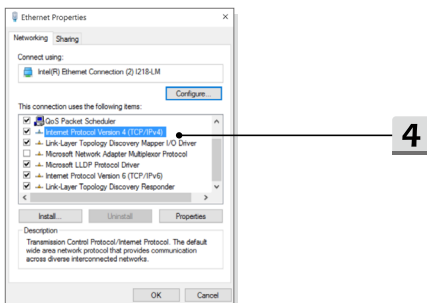 Ethernet Properties
Networking Sharing
Connect using:
Intel(R) Ethernet Connection (2) I218-LM
Configure...
This connection uses the following items:
QoS Packet Scheduler
Internet Protocol Version 4 (TCP/IPv4)
Link-Layer Topology Discovery Mapper I/O Driver
Microsoft Network Adapter Multiplexor Protocol
Microsoft LLDP Protocol Driver
Internet Protocol Version 6 (TCP/IPv6)
Link-Layer Topology Discovery Responder
Install... Uninstall Properties
Description
Transmission Control Protocol/Internet Protocol. The default
wide area network protocol that provides communication
across diverse interconnected networks.
OK Cancel
4